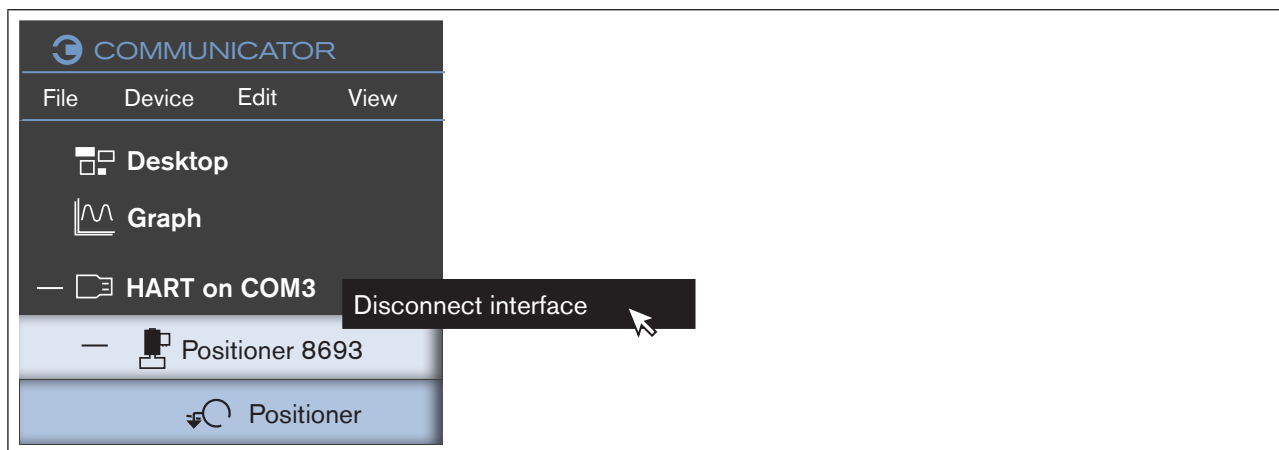 COMMUNICATOR
File Device Edit View
Desktop
Graph
HART on COM3
Disconnect interface
Positioner 8693
Positioner